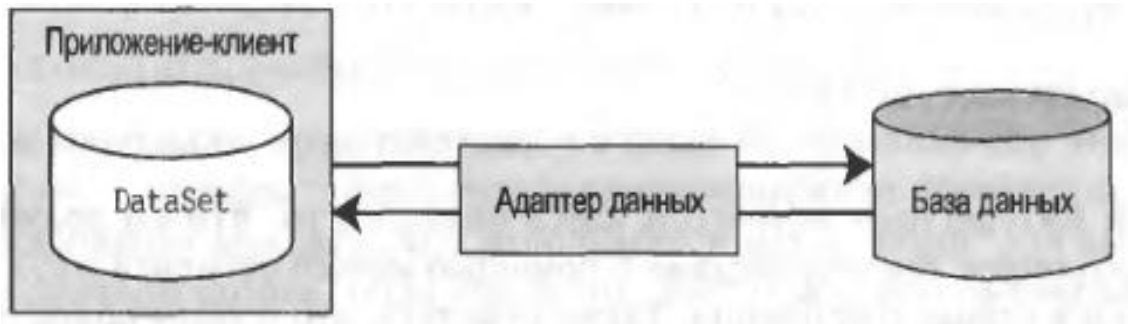 Приложение-клиент
DataSet
Адаптер данных
База данных